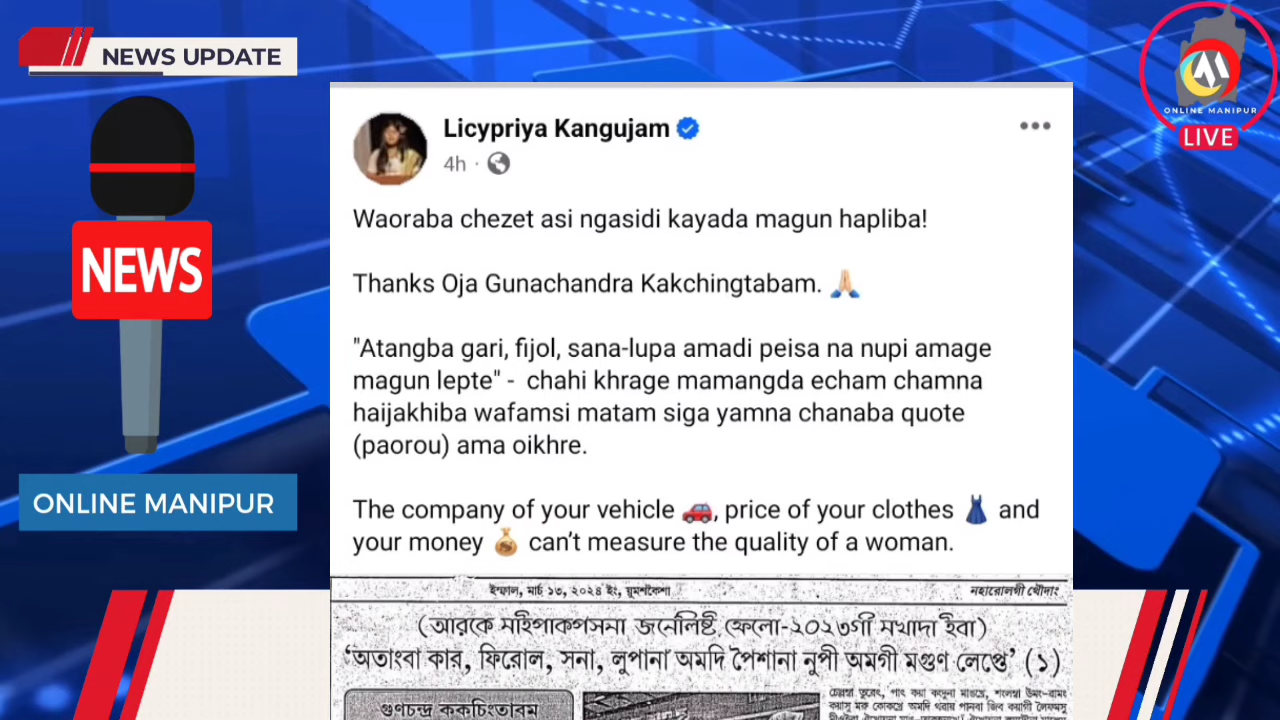 NEWS UPDATE
ONLINE MANIPUR
LIVE
NEWS
ONLINE MANIPUR
Licypriya Kangujam
4h ·
Waoraba chezet asi ngasidi kayada magun hapliba!
Thanks Oja Gunachandra Kakchingtabam. 🙏🏻
"Atangba gari, fijol, sana-lupa amadi peisa na nupi amage
magun lepte" - chahi khrage mamangda echam chamna
haijakhiba wafamsi matam siga yamna chanaba quote
(paorou) ama oikhre.
The company of your vehicle 🚗, price of your clothes 👗 and
your money 💰 can't measure the quality of a woman.
ইম্ফাল, মার্চ ১৩, ২০২৪ ইং, য়ুমশকৈশা
নহারোলগী খৌদাং
(আরকে মহিপাকপসনা জর্নেলিষ্ট ফেলো-২০২৩গী মখাদা ইবা)
‘অতাংবা কার, ফিরোল, সনা, লুপানা অমদি পৈশানা নুপী অমগী মগুণ লেপ্তে’ (১)
গুণচন্দ্র ককচিংতাবম